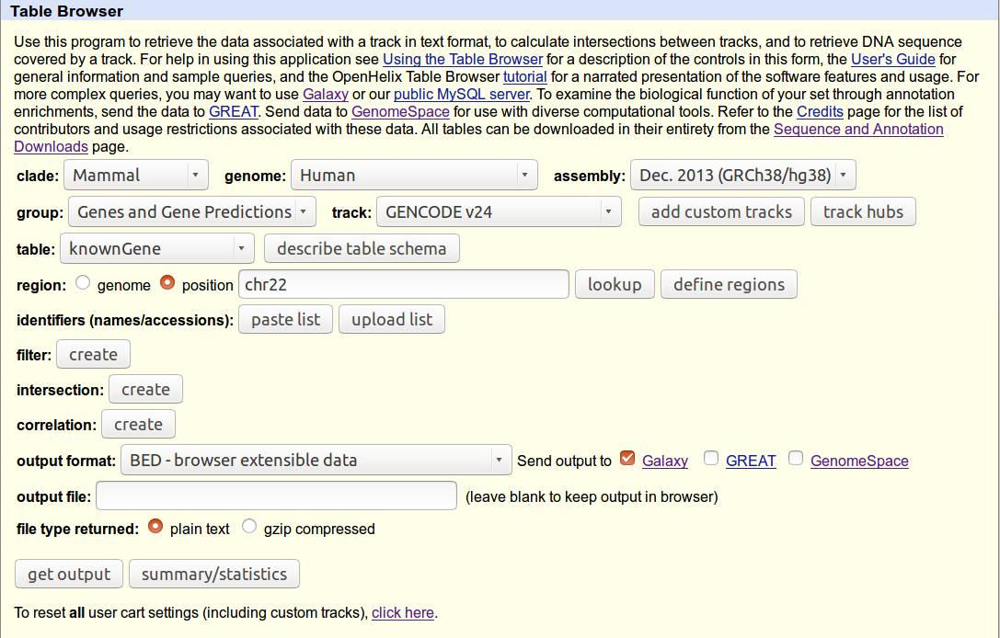 Table Browser
Use this program to retrieve the data associated with a track in text format, to calculate intersections between tracks, and to retrieve DNA sequence
covered by a track. For help in using this application see Using the Table Browser for a description of the controls in this form, the User's Guide for
general information and sample queries, and the OpenHelix Table Browser tutorial for a narrated presentation of the software features and usage. For
more complex queries, you may want to use Galaxy or our public MySQL server. To examine the biological function of your set through annotation
enrichments, send the data to GREAT. Send data to GenomeSpace for use with diverse computational tools. Refer to the Credits page for the list of
contributors and usage restrictions associated with these data. All tables can be downloaded in their entirety from the Sequence and Annotation
Downloads page.
clade: Mammal genome: Human assembly: Dec. 2013 (GRCh38/hg38)
group: Genes and Gene Predictions track: GENCODE v24 add custom tracks track hubs
table: knownGene describe table schema
region: genome position chr22 lookup define regions
identifiers (names/accessions): paste list upload list
filter: create
intersection: create
correlation: create
output format: BED - browser extensible data Send output to Galaxy GREAT GenomeSpace
output file: (leave blank to keep output in browser)
file type returned: plain text gzip compressed
get output summary/statistics
To reset all user cart settings (including custom tracks), click here.